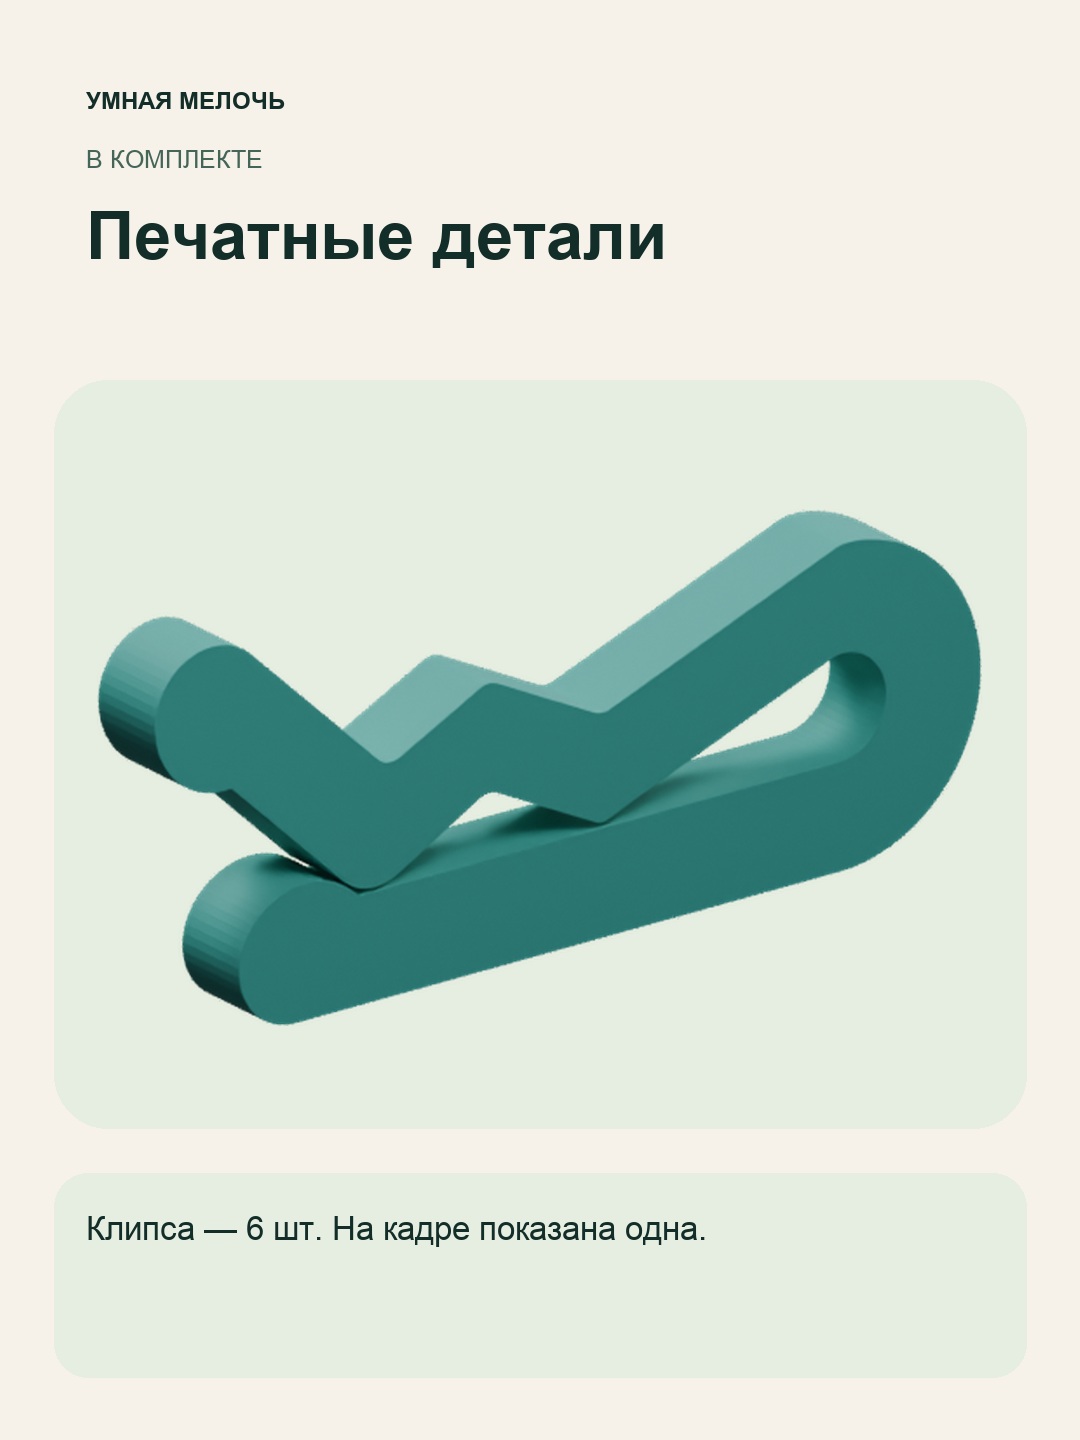 УМНАЯ МЕЛОЧЬ
В КОМПЛЕКТЕ
Печатные детали
Клипса — 6 шт. На кадре показана одна.